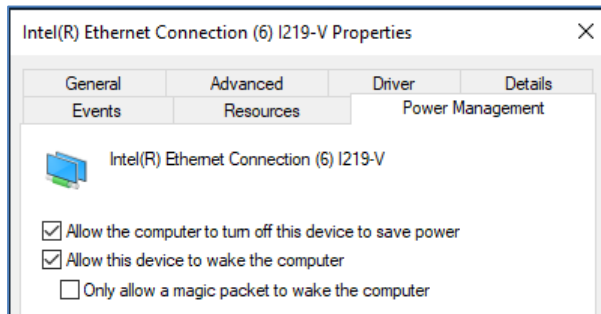 Intel(R) Ethernet Connection (6) I219-V Properties
General Advanced Driver Details
Events Resources Power Management
Intel(R) Ethernet Connection (6) I219-V
Allow the computer to turn off this device to save power
Allow this device to wake the computer
Only allow a magic packet to wake the computer